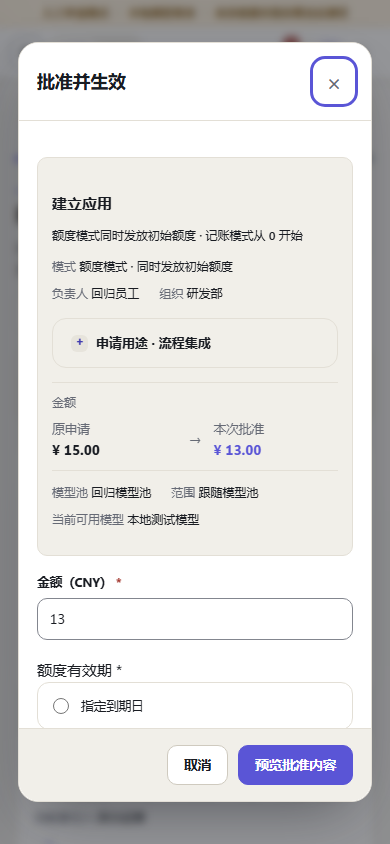 批准并生效
×
建立应用
额度模式同时发放初始额度 · 记账模式从 0 开始
模式 额度模式 · 同时发放初始额度
负责人 回归员工 组织 研发部
+ 申请用途 · 流程集成
金额
原申请 → 本次批准
¥ 15.00 ¥ 13.00
模型池 回归模型池 范围 跟随模型池
当前可用模型 本地测试模型
金额（CNY） *
13
额度有效期 *
指定到期日
取消 预览批准内容